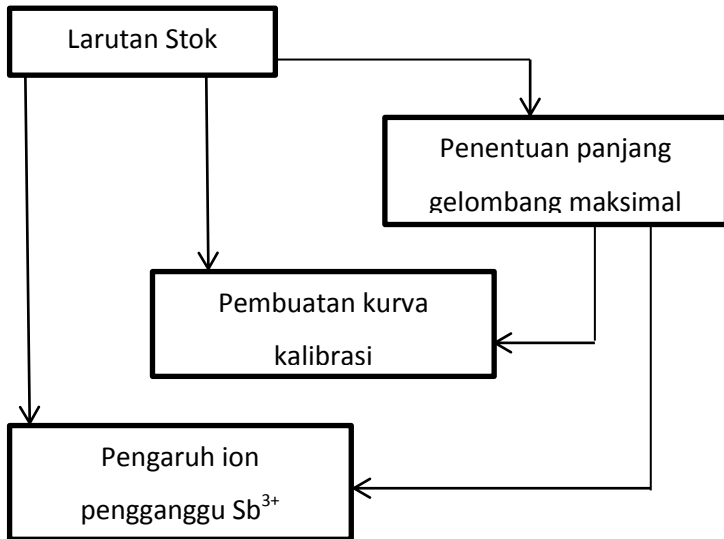 Larutan Stok
Penentuan panjang
gelombang maksimal
Pembuatan kurva
kalibrasi
Pengaruh ion
pengganggu Sb³⁺